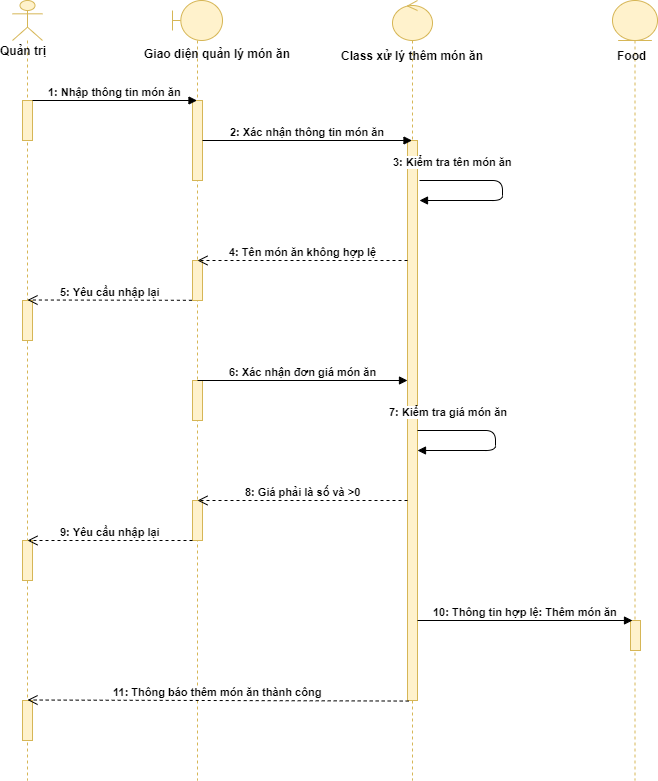 Quản trị
Giao diện quản lý món ăn
Class xử lý thêm món ăn
Food
1: Nhập thông tin món ăn
2: Xác nhận thông tin món ăn
3: Kiểm tra tên món ăn
4: Tên món ăn không hợp lệ
5: Yêu cầu nhập lại
6: Xác nhận đơn giá món ăn
7: Kiểm tra giá món ăn
8: Giá phải là số và >0
9: Yêu cầu nhập lại
10: Thông tin hợp lệ: Thêm món ăn
11: Thông báo thêm món ăn thành công